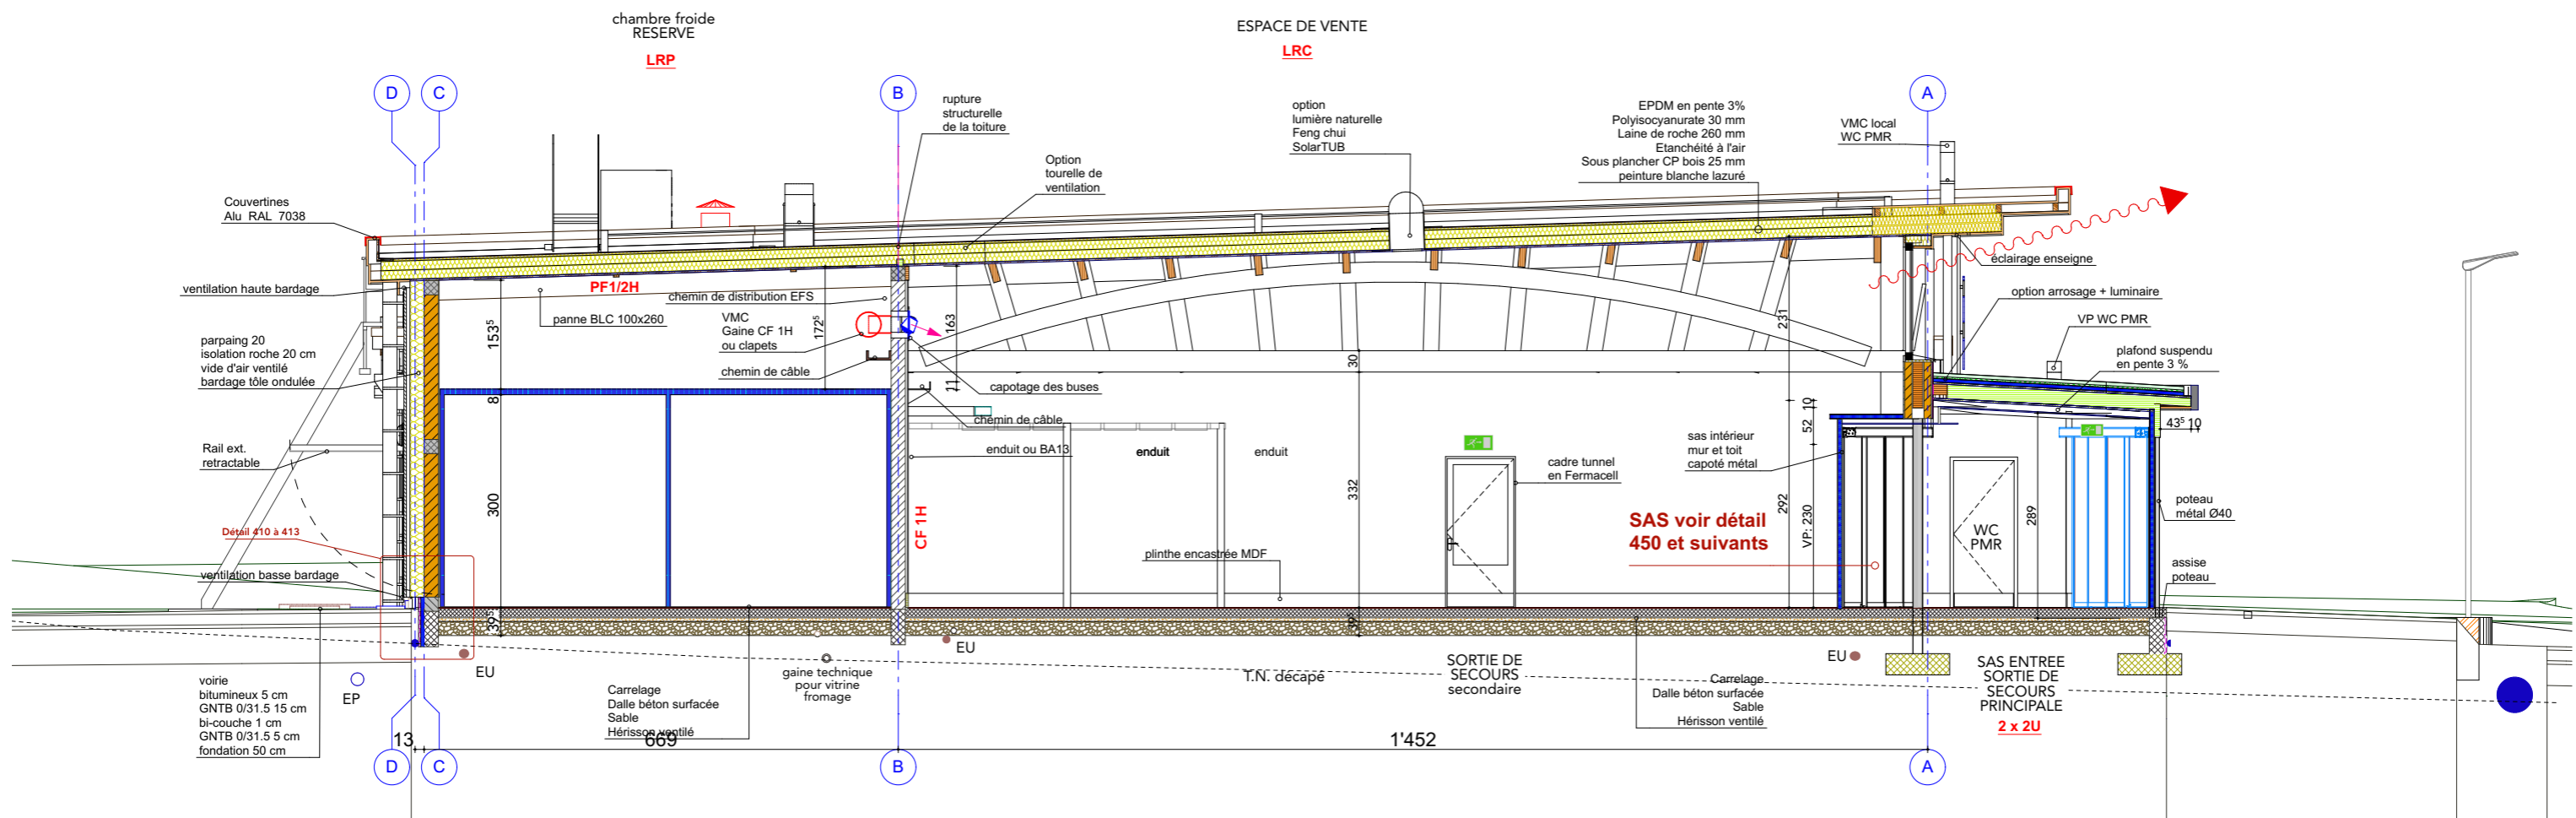 chambre froide
RESERVE
LRP
ESPACE DE VENTE
LRC
D
C
B
A
rupture
structurelle
de la toiture
option
lumière naturelle
Feng chui
SolarTUB
EPDM en pente 3%
Polyisocyanurate 30 mm
Laine de roche 260 mm
Etanchéité à l'air
Sous plancher CP bois 25 mm
peinture blanche lazuré
VMC local
WC PMR
Option
tourelle de
ventilation
Couvertines
Alu RAL 7038
éclairage enseigne
ventilation haute bardage
PF1/2H
chemin de distribution EFS
option arrosage + luminaire
panne BLC 100x260
VMC
Gaine CF 1H
ou clapets
VP WC PMR
parpaing 20
isolation roche 20 cm
vide d'air ventilé
bardage tôle ondulée
plafond suspendu
en pente 3 %
chemin de câble
capotage des buses
153⁵
172⁵
163
231
30
11
8
10
52
43⁵ 10
chemin de câble
Rail ext.
retractable
enduit ou BA13
enduit
enduit
cadre tunnel
en Fermacell
sas intérieur
mur et toit
capoté métal
300
332
292
VP: 230
289
poteau
métal Ø40
SAS voir détail
450 et suivants
WC
PMR
CF 1H
Détail 410 à 413
plinthe encastrée MDF
ventilation basse bardage
assise
poteau
39⁵
39⁵
EU
EU
EU
EP
gaine technique
pour vitrine
fromage
T.N. décapé
SORTIE DE
SECOURS
secondaire
SAS ENTREE
SORTIE DE
SECOURS
PRINCIPALE
2 x 2U
voirie
bitumineux 5 cm
GNTB 0/31.5 15 cm
bi-couche 1 cm
GNTB 0/31.5 5 cm
fondation 50 cm
Carrelage
Dalle béton surfacée
Sable
Hérisson ventilé
Carrelage
Dalle béton surfacée
Sable
Hérisson ventilé
13
669
1'452
D
C
B
A